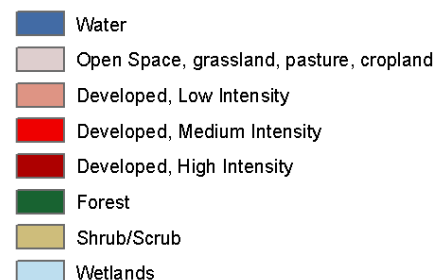 Water
Open Space, grassland, pasture, cropland
Developed, Low Intensity
Developed, Medium Intensity
Developed, High Intensity
Forest
Shrub/Scrub
Wetlands